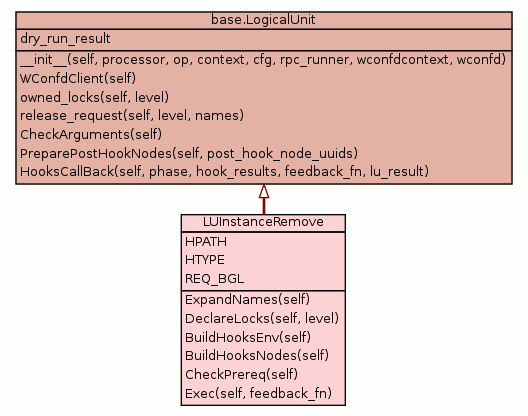 base.LogicalUnit
dry_run_result
__init__(self, processor, op, context, cfg, rpc_runner, wconfdcontext, wconfd)
WConfdClient(self)
owned_locks(self, level)
release_request(self, level, names)
CheckArguments(self)
PreparePostHookNodes(self, post_hook_node_uuids)
HooksCallBack(self, phase, hook_results, feedback_fn, lu_result)
LUInstanceRemove
HPATH
HTYPE
REQ_BGL
ExpandNames(self)
DeclareLocks(self, level)
BuildHooksEnv(self)
BuildHooksNodes(self)
CheckPrereq(self)
Exec(self, feedback_fn)